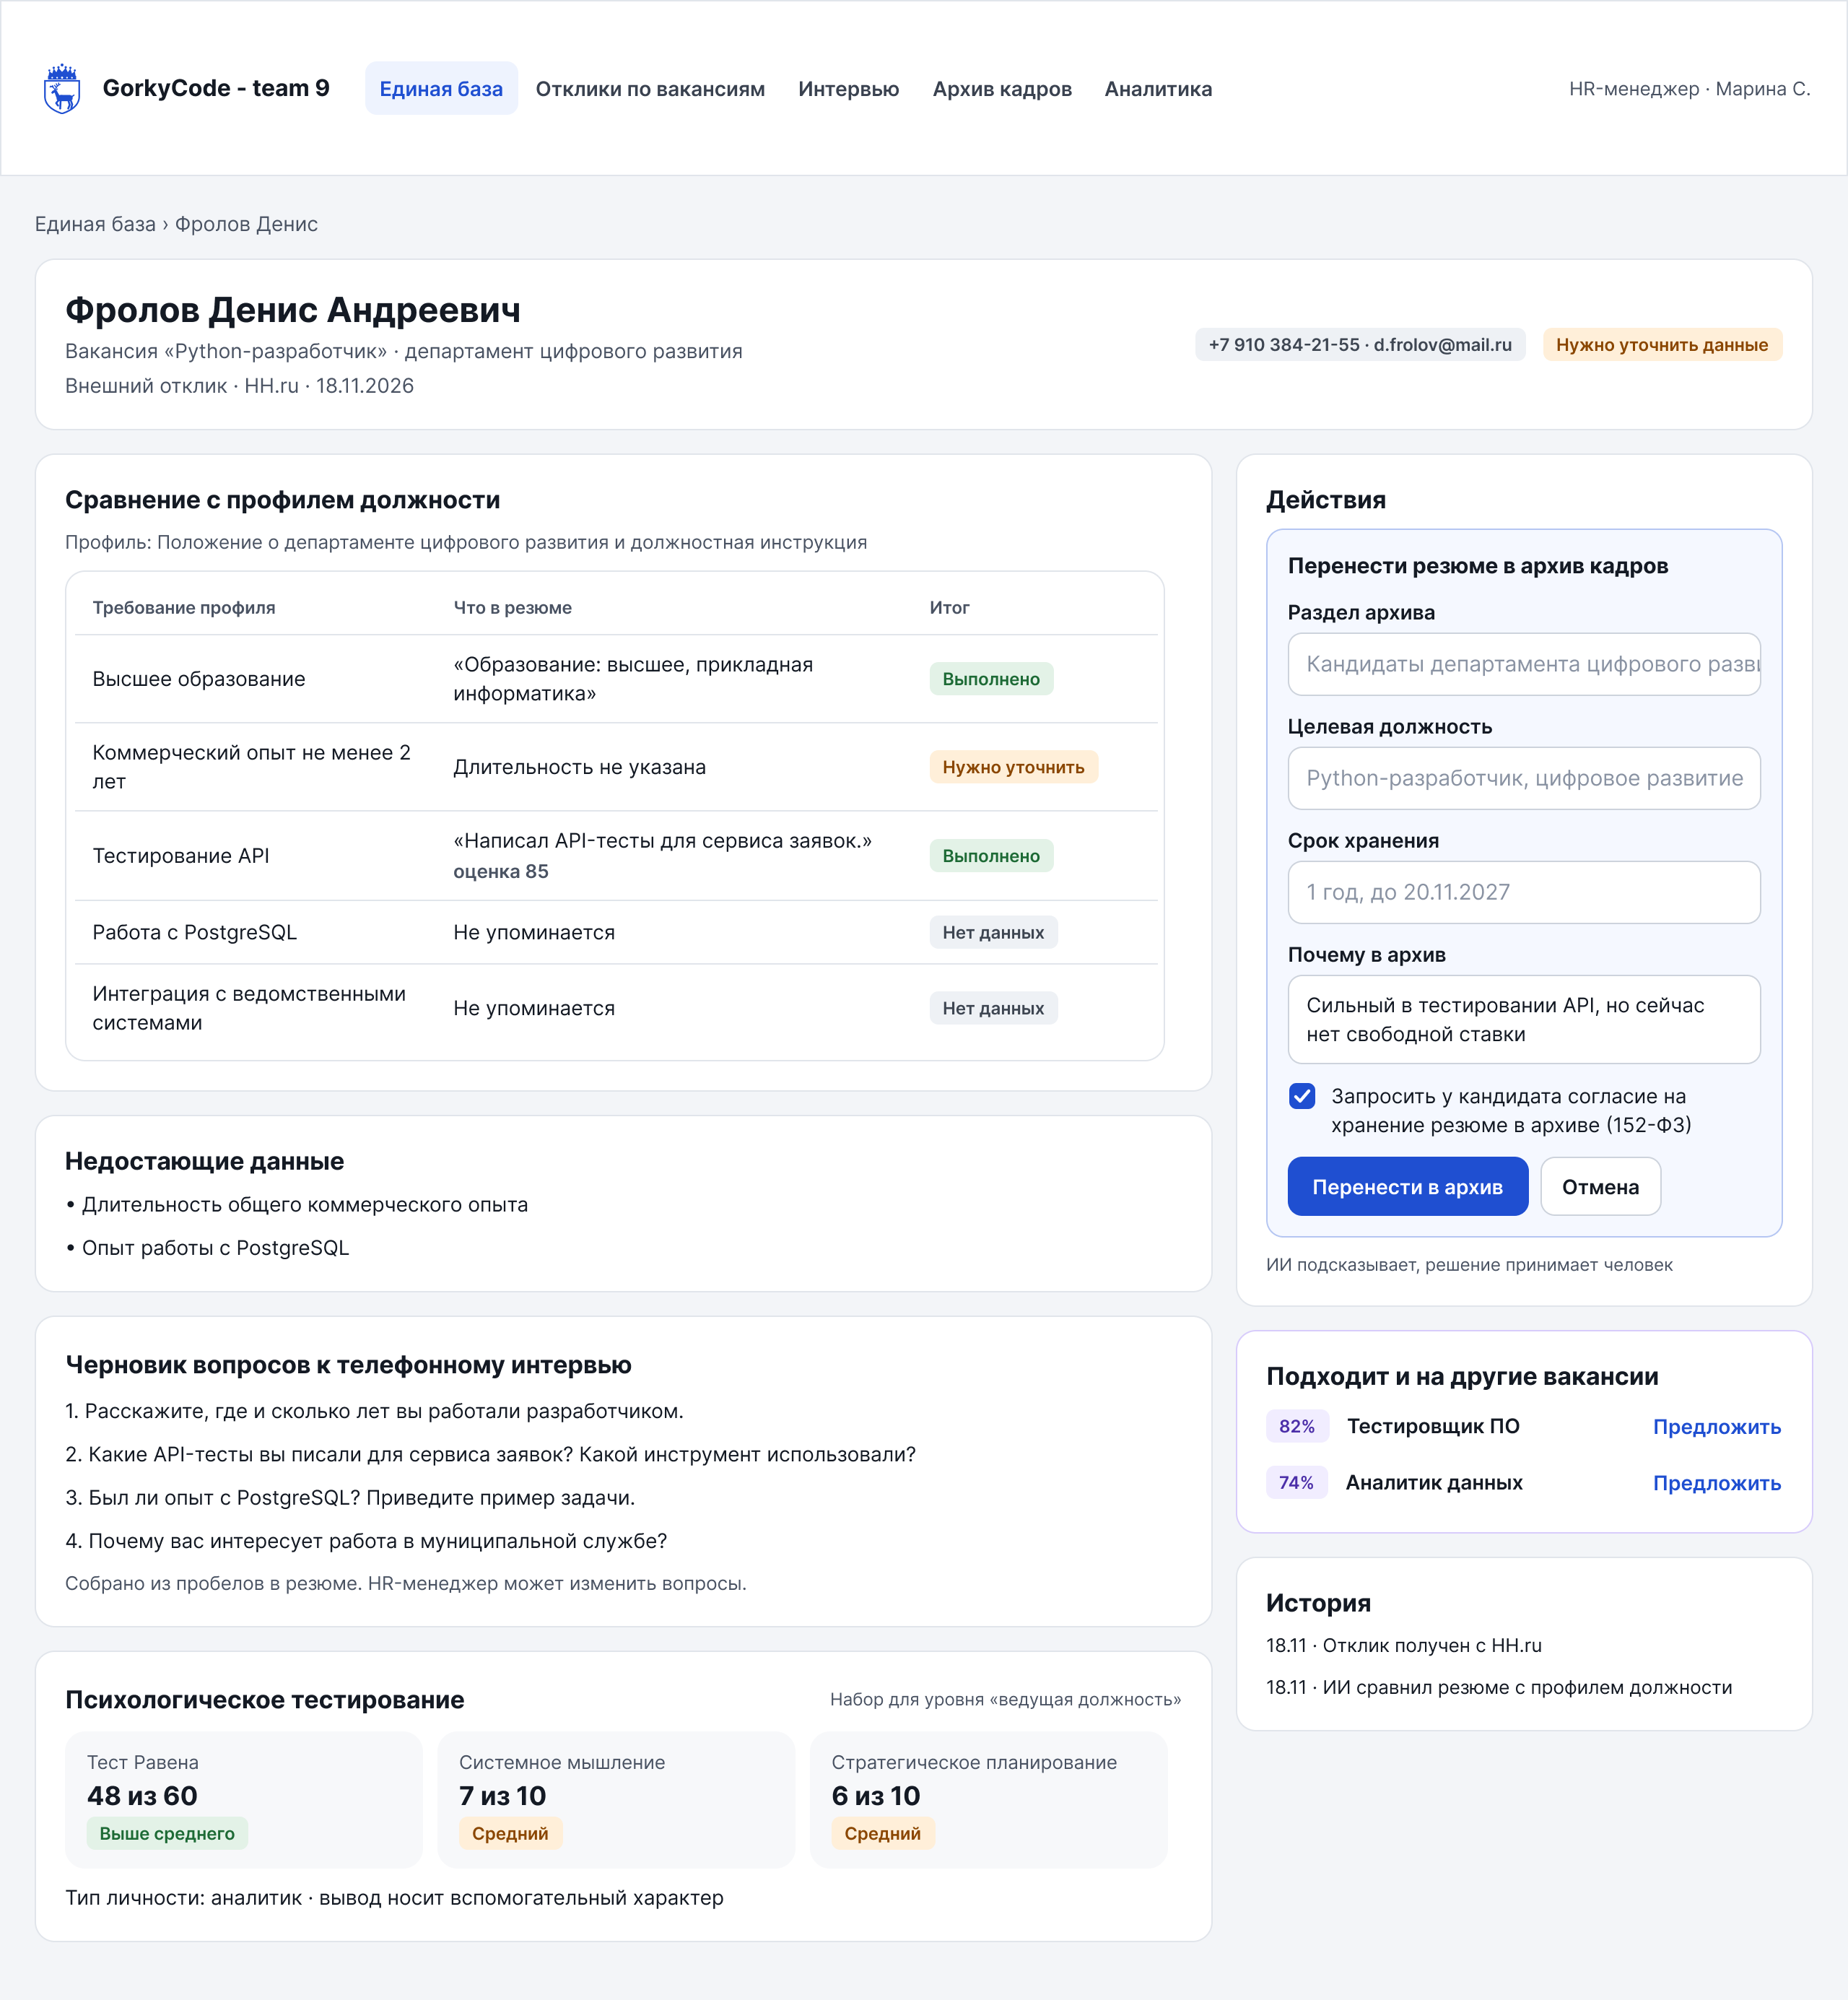 GorkyCode - team 9
Единая база
Отклики по вакансиям
Интервью
Архив кадров
Аналитика
HR-менеджер · Марина С.
Единая база › Фролов Денис
Фролов Денис Андреевич
Вакансия «Python-разработчик» · департамент цифрового развития
Внешний отклик · HH.ru · 18.11.2026
+7 910 384-21-55 · d.frolov@mail.ru
Нужно уточнить данные
Сравнение с профилем должности
Профиль: Положение о департаменте цифрового развития и должностная инструкция
Требование профиля
Что в резюме
Итог
Высшее образование
«Образование: высшее, прикладная
информатика»
Выполнено
Коммерческий опыт не менее 2
лет
Длительность не указана
Нужно уточнить
Тестирование API
«Написал API-тесты для сервиса заявок.»
оценка 85
Выполнено
Работа с PostgreSQL
Не упоминается
Нет данных
Интеграция с ведомственными
системами
Не упоминается
Нет данных
Недостающие данные
• Длительность общего коммерческого опыта
• Опыт работы с PostgreSQL
Черновик вопросов к телефонному интервью
1. Расскажите, где и сколько лет вы работали разработчиком.
2. Какие API-тесты вы писали для сервиса заявок? Какой инструмент использовали?
3. Был ли опыт с PostgreSQL? Приведите пример задачи.
4. Почему вас интересует работа в муниципальной службе?
Собрано из пробелов в резюме. HR-менеджер может изменить вопросы.
Психологическое тестирование
Набор для уровня «ведущая должность»
Тест Равена
48 из 60
Выше среднего
Системное мышление
7 из 10
Средний
Стратегическое планирование
6 из 10
Средний
Тип личности: аналитик · вывод носит вспомогательный характер
Действия
Перенести резюме в архив кадров
Раздел архива
Кандидаты департамента цифрового разви
Целевая должность
Python-разработчик, цифровое развитие
Срок хранения
1 год, до 20.11.2027
Почему в архив
Сильный в тестировании API, но сейчас
нет свободной ставки
Запросить у кандидата согласие на
хранение резюме в архиве (152-ФЗ)
Перенести в архив
Отмена
ИИ подсказывает, решение принимает человек
Подходит и на другие вакансии
82%
Тестировщик ПО
Предложить
74%
Аналитик данных
Предложить
История
18.11 · Отклик получен с HH.ru
18.11 · ИИ сравнил резюме с профилем должности